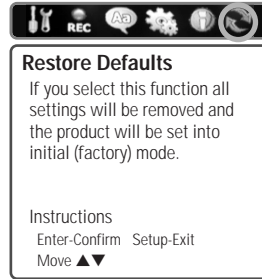 REC Aa i
Restore Defaults
If you select this function all
settings will be removed and
the product will be set into
initial (factory) mode.
Instructions
Enter-Confirm Setup-Exit
Move ▲▼